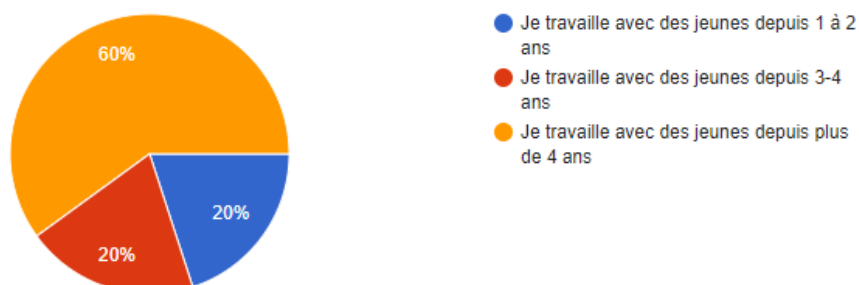 60%
20%
20%
Je travaille avec des jeunes depuis 1 à 2
ans
Je travaille avec des jeunes depuis 3-4
ans
Je travaille avec des jeunes depuis plus
de 4 ans